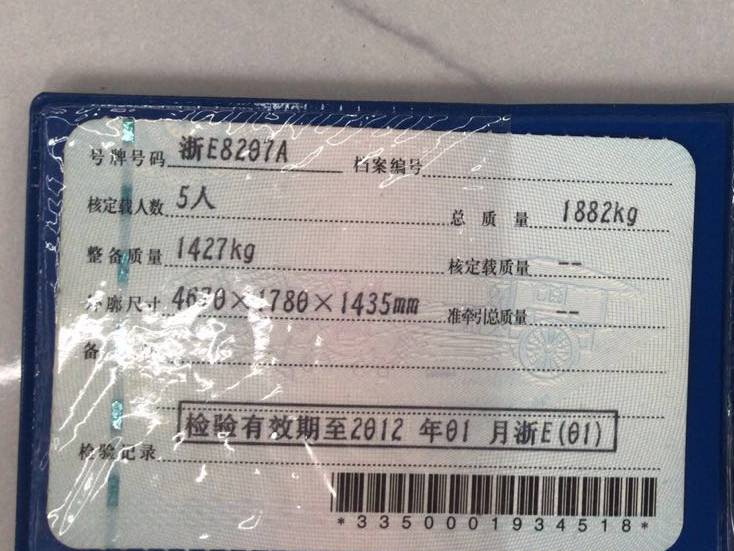 号牌号码 浙E8207A 档案编号
核定载人数 5人 总质量 1882kg
整备质量 1427kg 核定载质量 --
外廓尺寸 4670×1780×1435mm 准牵引总质量 --
备
检验有效期至2012 年01 月浙E(01)
检验记录
*3350001934518*